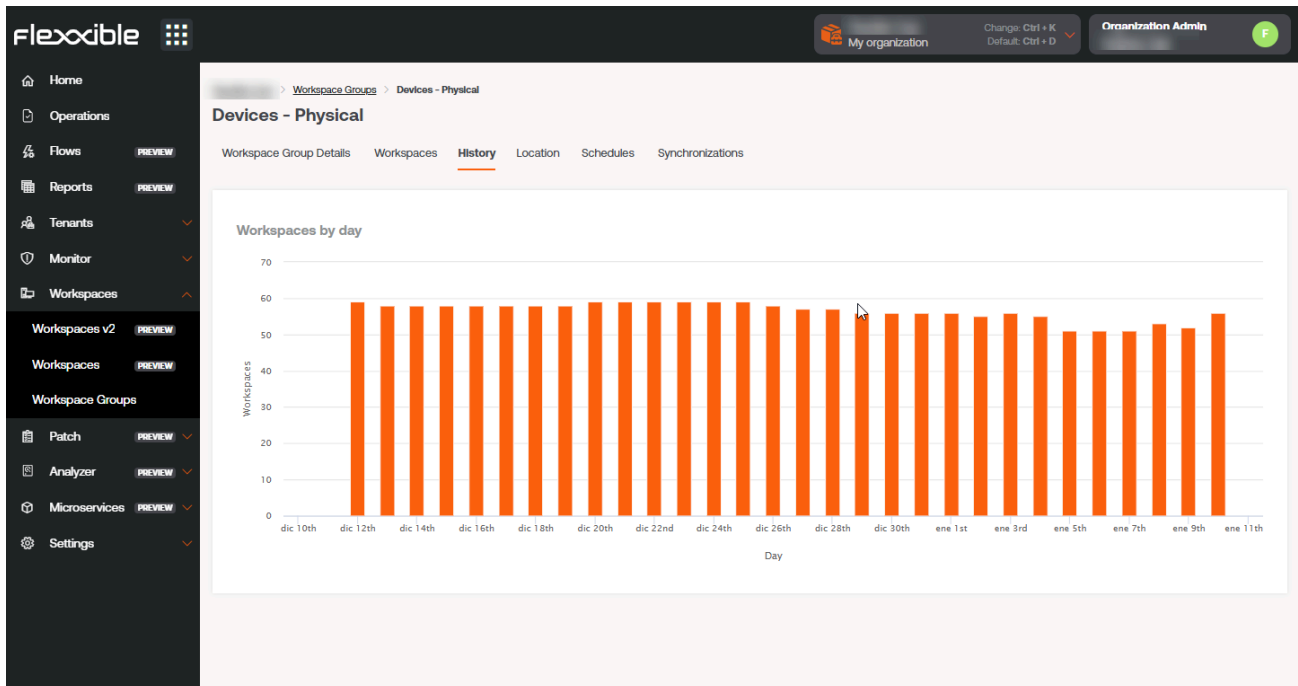 flexxible
My organization
Change: Ctrl + K
Default: Ctrl + D
Organization Admin
F
Home
Operations
Flows PREVIEW
Reports PREVIEW
Tenants
Monitor
Workspaces
Workspaces v2 PREVIEW
Workspaces PREVIEW
Workspace Groups
Patch PREVIEW
Analyzer PREVIEW
Microservices PREVIEW
Settings
> Workspace Groups > Devices - Physical
Devices - Physical
Workspace Group Details Workspaces History Location Schedules Synchronizations
Workspaces by day
70
60
50
40
30
20
10
0
Workspaces
dic 10th dic 12th dic 14th dic 16th dic 18th dic 20th dic 22nd dic 24th dic 26th dic 28th dic 30th ene 1st ene 3rd ene 5th ene 7th ene 9th ene 11th
Day